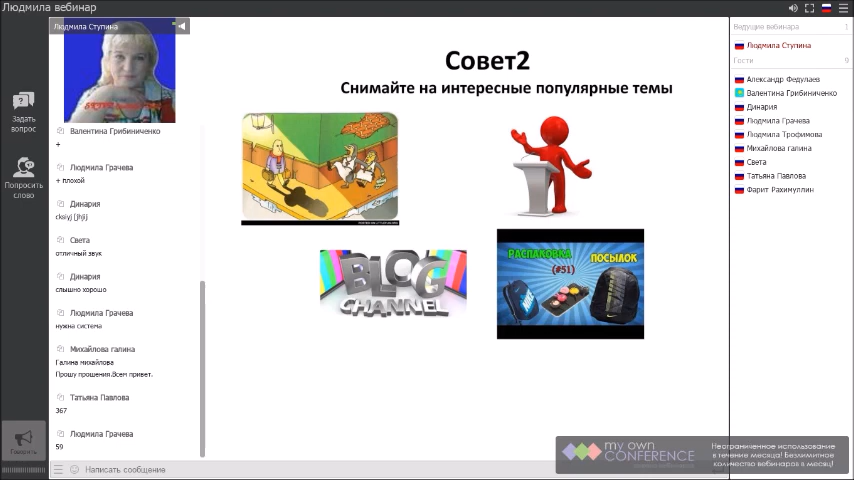 Людмила вебинар
Людмила Ступина
Задать
вопрос
Попросить
слово
Говорить
Валентина Грибиниченко
+
Людмила Грачева
+ плохой
Динария
cksiyj [jhjij
Света
отличный звук
Динария
слышно хорошо
Людмила Грачева
нужна система
Михайлова галина
Галина михайлова
Прошу прощения.Всем привет.
Татьяна Павлова
367
Людмила Грачева
59
Написать сообщение
Совет2
Снимайте на интересные популярные темы
BLOG
CHANNEL
РАСПАКОВКА
(#51)
ПОСЫЛОК
Ведущие вебинара 1
Людмила Ступина
Гости 9
Александр Федулаев
Валентина Грибиниченко
Динария
Людмила Грачева
Людмила Трофимова
Михайлова галина
Света
Татьяна Павлова
Фарит Рахимуллин
my own
CONFERENCE
Неограниченное использование
в течение месяца! Безлимитное
количество вебинаров в месяц!